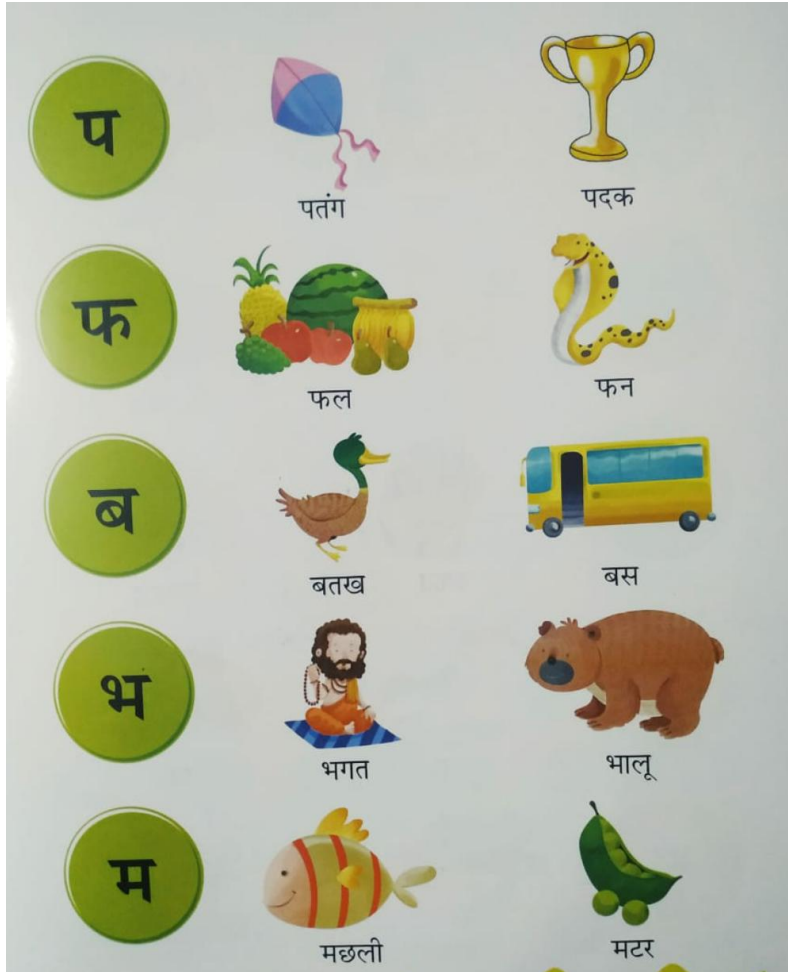 प
पतंग
पदक
फ
फल
फन
ब
बतख
बस
भ
भगत
भालू
म
मछली
मटर